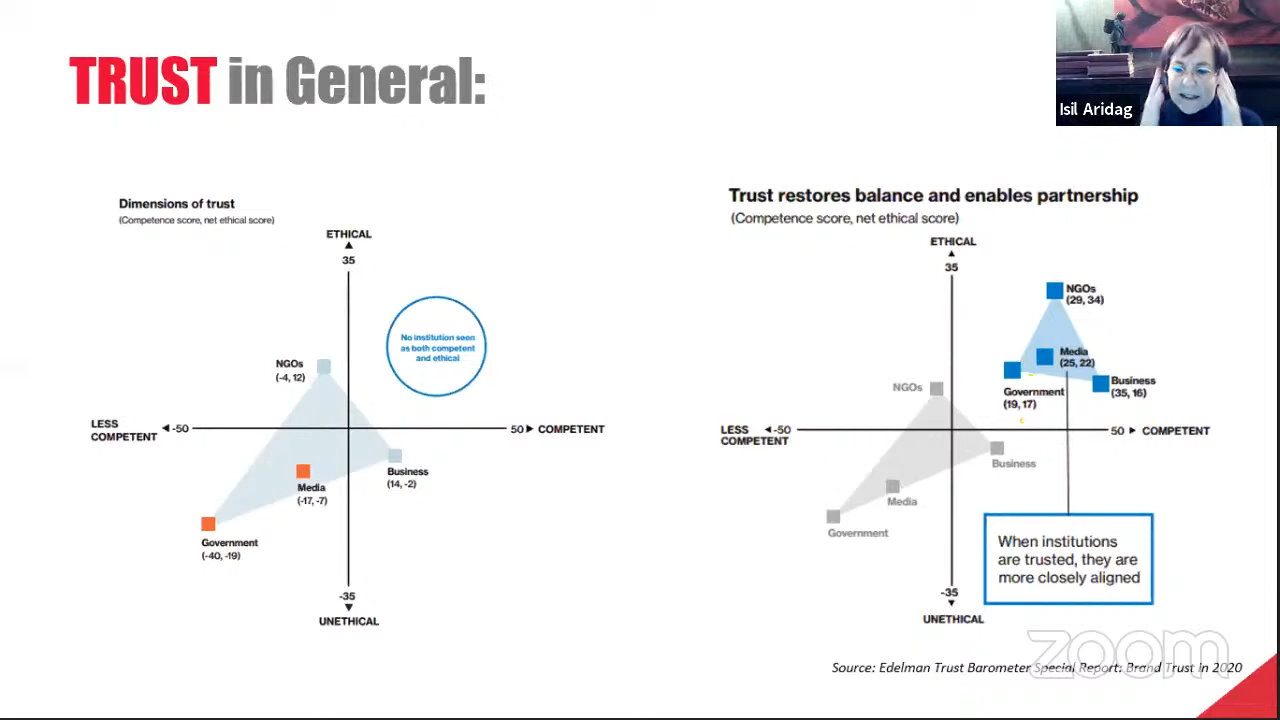 TRUST in General:
Isil Aridag
Dimensions of trust
(Competence score, net ethical score)
ETHICAL
35
No institution seen
as both competent
and ethical
NGOs
(-4, 12)
LESS
COMPETENT
-50
50
COMPETENT
Business
(14, -2)
Media
(-17, -7)
Government
(-40, -19)
-35
UNETHICAL
Trust restores balance and enables partnership
(Competence score, net ethical score)
ETHICAL
35
NGOs
(29, 34)
Media
(25, 22)
Business
(35, 16)
Government
(19, 17)
NGOs
LESS
COMPETENT
-50
50
COMPETENT
Business
Media
Government
When institutions
are trusted, they are
more closely aligned
-35
UNETHICAL
zoom
Source: Edelman Trust Barometer Special Report: Brand Trust in 2020